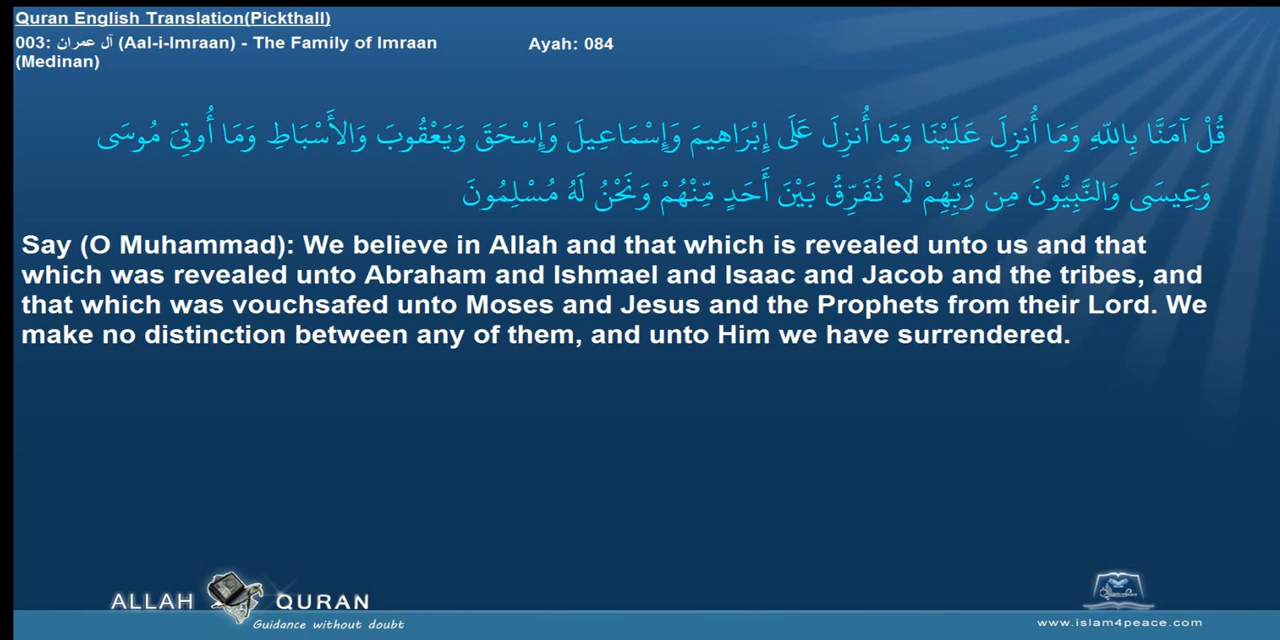 Quran English Translation(Pickthall)
003: آل عمران (Aal-i-Imraan) - The Family of Imraan
(Medinan)
Ayah: 084
قُلْ آمَنَّا بِاللّهِ وَمَا أُنزِلَ عَلَيْنَا وَمَا أُنزِلَ عَلَى إِبْرَاهِيمَ وَإِسْمَاعِيلَ وَإِسْحَقَ وَيَعْقُوبَ وَالأَسْبَاطِ وَمَا أُوتِيَ مُوسَى
وَعِيسَى وَالنَّبِيُّونَ مِن رَّبِّهِمْ لاَ نُفَرِّقُ بَيْنَ أَحَدٍ مِّنْهُمْ وَنَحْنُ لَهُ مُسْلِمُونَ
Say (O Muhammad): We believe in Allah and that which is revealed unto us and that
which was revealed unto Abraham and Ishmael and Isaac and Jacob and the tribes, and
that which was vouchsafed unto Moses and Jesus and the Prophets from their Lord. We
make no distinction between any of them, and unto Him we have surrendered.
ALLAH QURAN
Guidance without doubt
www.islam4peace.com